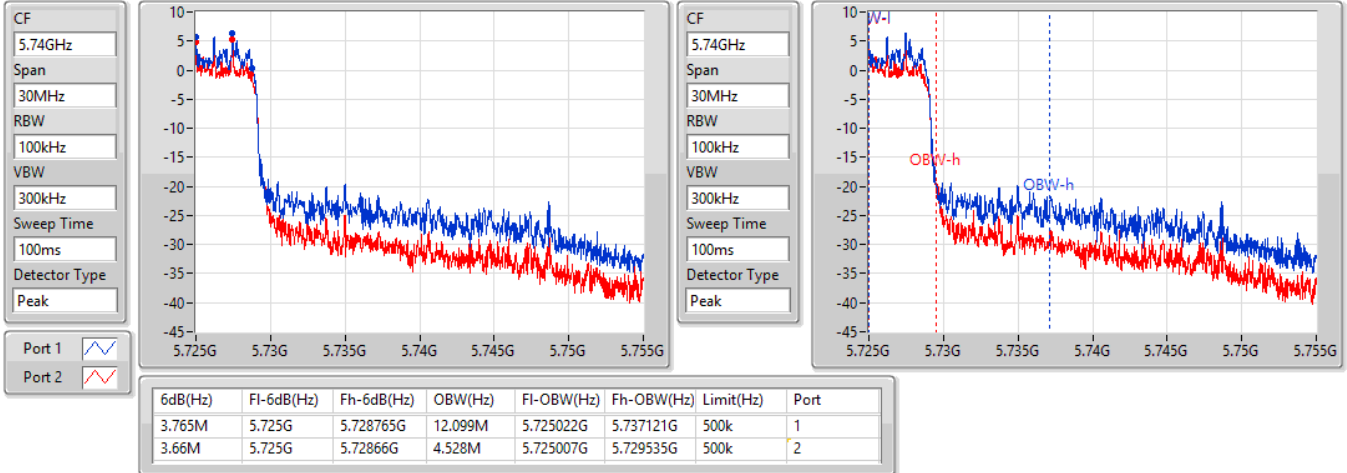 CF
5.74GHz
Span
30MHz
RBW
100kHz
VBW
300kHz
Sweep Time
100ms
Detector Type
Peak
Port 1
Port 2
10-
5-
0-
-5-
-10-
-15-
-20-
-25-
-30-
-35-
-40-
-45-
5.725G 5.73G 5.735G 5.74G 5.745G 5.75G 5.755G
CF
5.74GHz
Span
30MHz
RBW
100kHz
VBW
300kHz
Sweep Time
100ms
Detector Type
Peak
10-
5-
0-
-5-
-10-
-15-
-20-
-25-
-30-
-35-
-40-
-45-
W-l
OBW-h
OBW-h
5.725G 5.73G 5.735G 5.74G 5.745G 5.75G 5.755G
6dB(Hz) Fl-6dB(Hz) Fh-6dB(Hz) OBW(Hz) Fl-OBW(Hz) Fh-OBW(Hz) Limit(Hz) Port
3.765M 5.725G 5.728765G 12.099M 5.725022G 5.737121G 500k 1
3.66M 5.725G 5.72866G 4.528M 5.725007G 5.729535G 500k 2